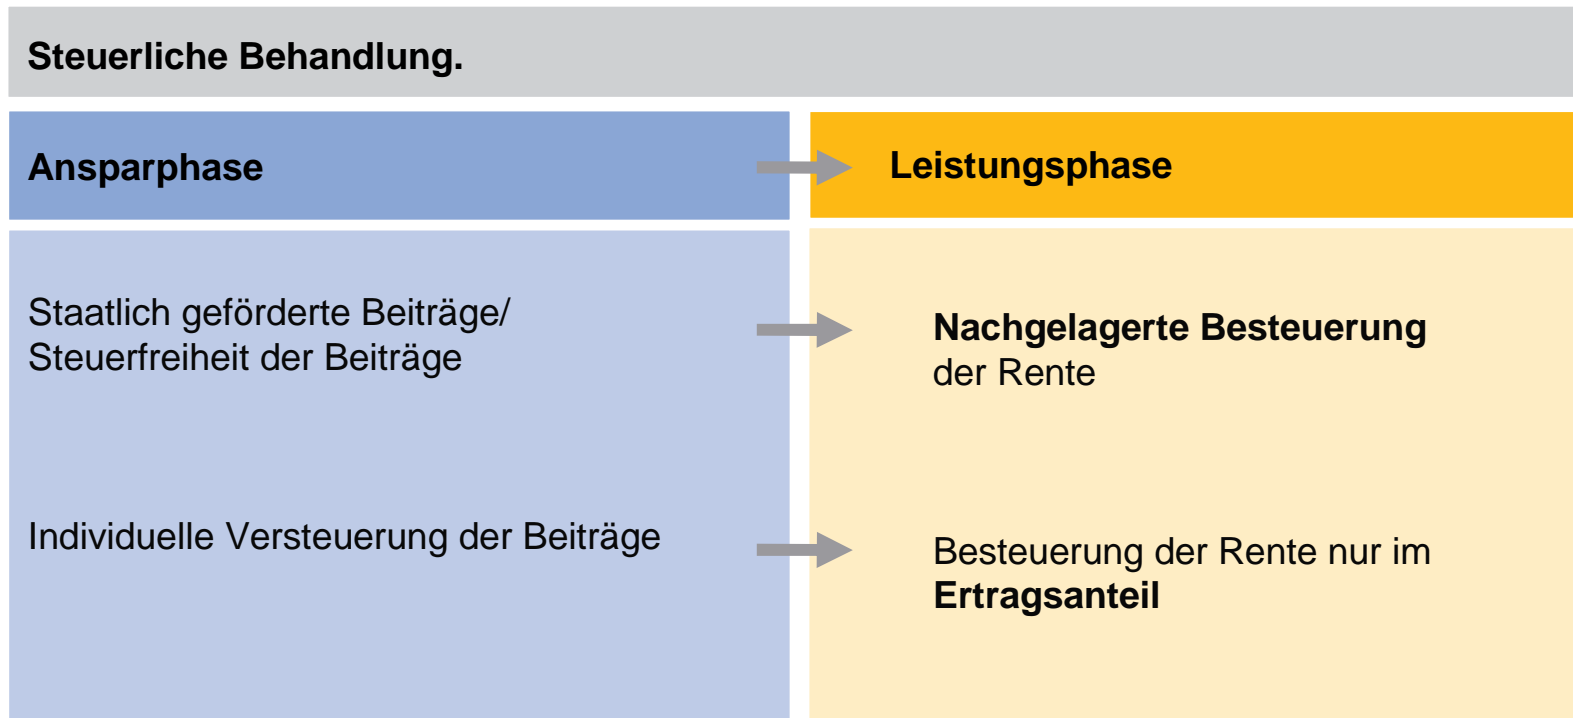 Steuerliche Behandlung.
Ansparphase
Leistungsphase
Staatlich geförderte Beiträge/
Steuerfreiheit der Beiträge
Nachgelagerte Besteuerung
der Rente
Individuelle Versteuerung der Beiträge
Besteuerung der Rente nur im
Ertragsanteil